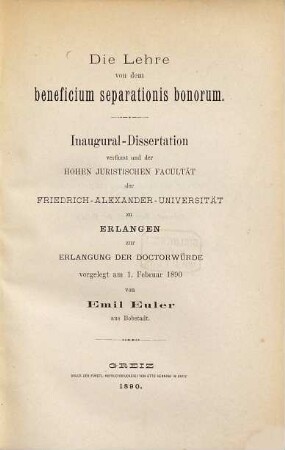 Die Lehre
von dem
beneficium separationis bonorum.
Inaugural-Dissertation
verfasst und der
HOHEN JURISTISCHEN FACULTÄT
der
FRIEDRICH-ALEXANDER-UNIVERSITÄT
zu
ERLANGEN
zur
ERLANGUNG DER DOCTORWÜRDE
vorgelegt am 1. Februar 1890
von
Emil Euler
aus Bobstadt.
GREIZ
1890.